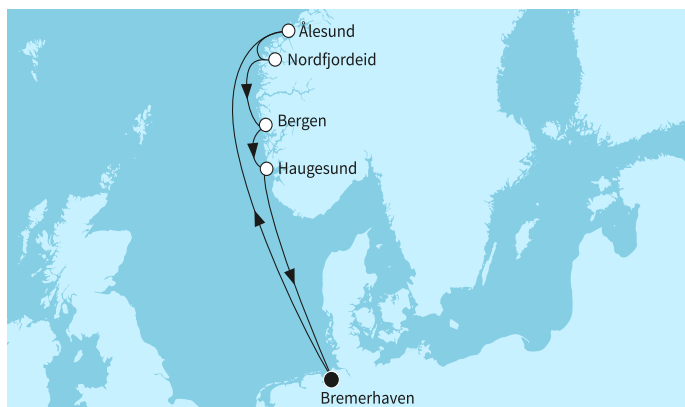 Ålesund
Nordfjordeid
Bergen
Haugesund
Bremerhaven